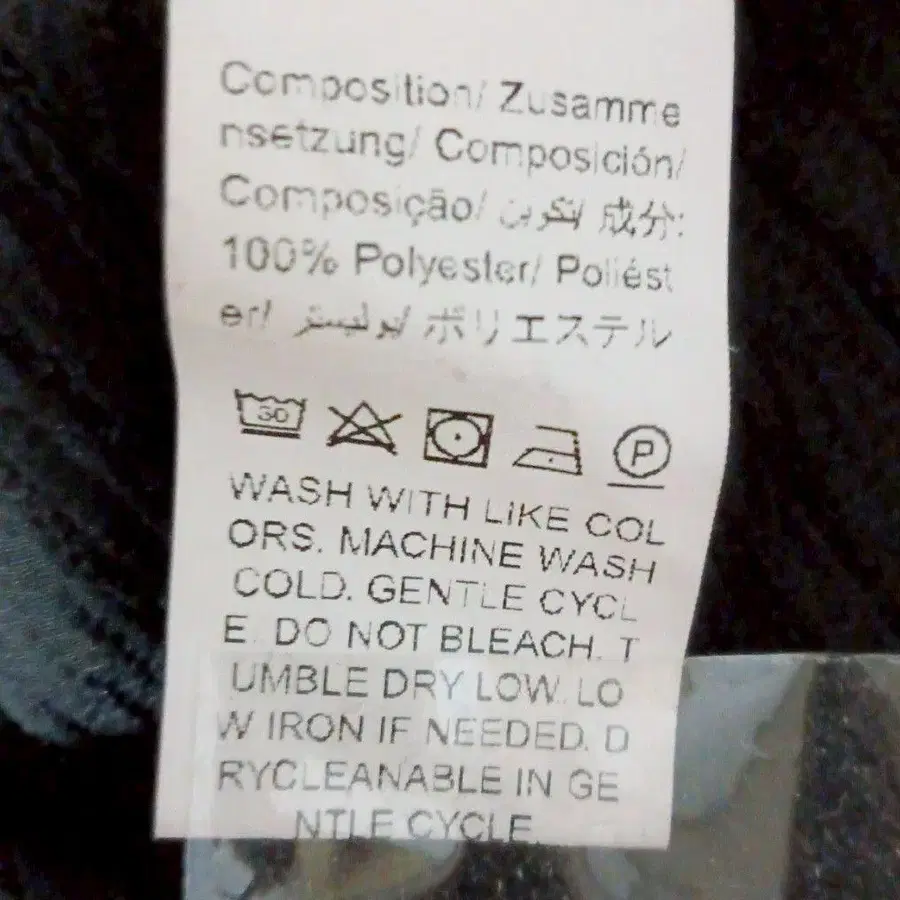 Composition/ Zusamme
nsetzung/ Composición/
Composição/ تكوين 成分:
100% Polyester/ Poliést
er/ بوليستر/ ポリエステル
30
P
WASH WITH LIKE COL
ORS. MACHINE WASH
COLD. GENTLE CYCL
E. DO NOT BLEACH. T
UMBLE DRY LOW. LO
W IRON IF NEEDED. D
RYCLEANABLE IN GE
NTLE CYCLE